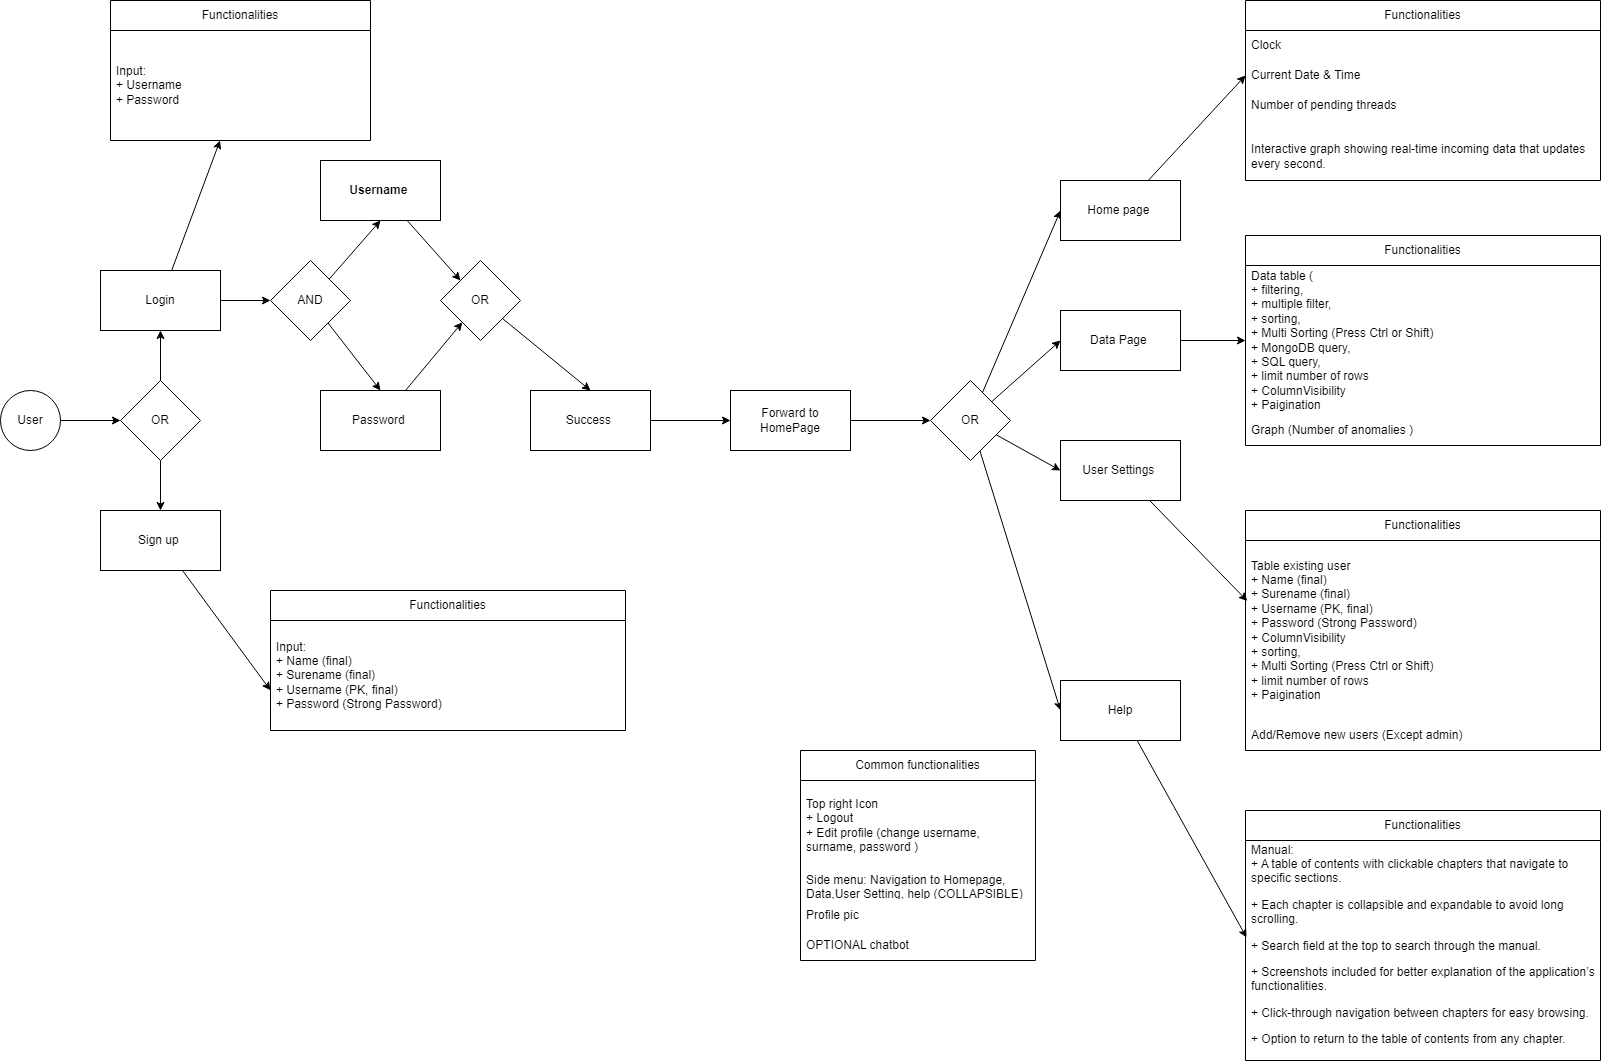 Functionalities
Input:
+ Username
+ Password
Username
Login
AND
OR
User
OR
Password
Success
Forward to
HomePage
OR
Sign up
Functionalities
Input:
+ Name (final)
+ Surename (final)
+ Username (PK, final)
+ Password (Strong Password)
Home page
Data Page
User Settings
Help
Functionalities
Clock
Current Date & Time
Number of pending threads
Interactive graph showing real-time incoming data that updates
every second.
Functionalities
Data table (
+ filtering,
+ multiple filter,
+ sorting,
+ Multi Sorting (Press Ctrl or Shift)
+ MongoDB query,
+ SQL query,
+ limit number of rows
+ ColumnVisibility
+ Paigination
Graph (Number of anomalies )
Functionalities
Table existing user
+ Name (final)
+ Surename (final)
+ Username (PK, final)
+ Password (Strong Password)
+ ColumnVisibility
+ sorting,
+ Multi Sorting (Press Ctrl or Shift)
+ limit number of rows
+ Paigination
Add/Remove new users (Except admin)
Common functionalities
Top right Icon
+ Logout
+ Edit profile (change username,
surname, password )
Side menu: Navigation to Homepage,
Data,User Setting, help (COLLAPSIBLE)
Profile pic
OPTIONAL chatbot
Functionalities
Manual:
+ A table of contents with clickable chapters that navigate to
specific sections.
+ Each chapter is collapsible and expandable to avoid long
scrolling.
+ Search field at the top to search through the manual.
+ Screenshots included for better explanation of the application's
functionalities.
+ Click-through navigation between chapters for easy browsing.
+ Option to return to the table of contents from any chapter.